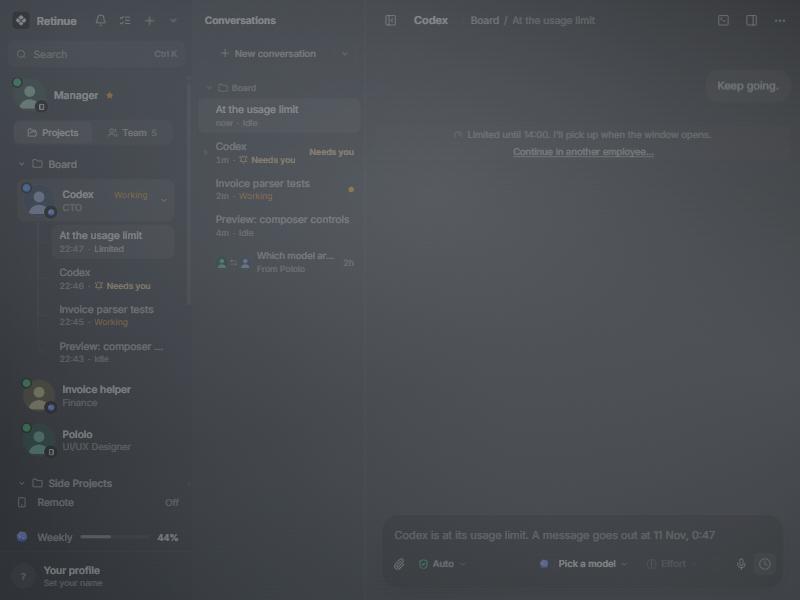 Retinue
Search
Ctrl K
Manager
Projects
Team 5
Board
Codex
Working
CTO
At the usage limit
22:47 · Limited
Codex
22:46 · Needs you
Invoice parser tests
22:45 · Working
Preview: composer ...
22:43 · Idle
Invoice helper
Finance
Pololo
UI/UX Designer
Side Projects
Remote
Off
Weekly
44%
?
Your profile
Set your name
Conversations
New conversation
Board
At the usage limit
now · Idle
Codex
Needs you
1m · Needs you
Invoice parser tests
2m · Working
Preview: composer controls
4m · Idle
Which model ar...
2h
From Pololo
Codex
Board / At the usage limit
Keep going.
Limited until 14:00. I'll pick up when the window opens.
Continue in another employee...
Codex is at its usage limit. A message goes out at 11 Nov, 0:47
Auto
Pick a model
Effort